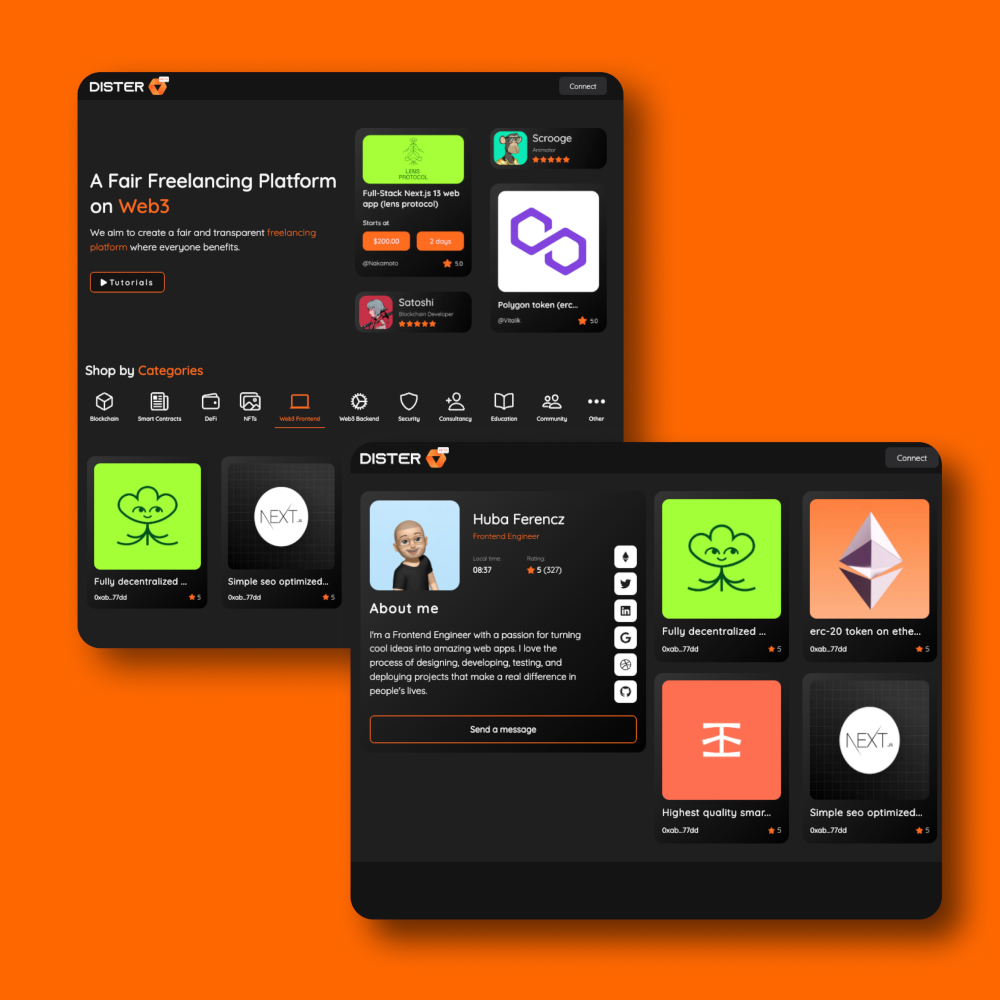 DISTER
BETA
Connect
A Fair Freelancing Platform
on Web3
We aim to create a fair and transparent freelancing
platform where everyone benefits.
Tutorials
LENS
PROTOCOL
Full-Stack Next.js 13 web
app (lens protocol)
Starts at
$200.00
2 days
@Nakamoto
5.0
Satoshi
Blockchain Developer
Scrooge
Animator
Polygon token (erc...
@Vitalik
5.0
Shop by Categories
Blockchain
Smart Contracts
DeFi
NFTs
Web3 Frontend
Web3 Backend
Security
Consultancy
Education
Community
Other
Fully decentralized ...
0xab...77dd
5
NEXT.JS
Simple seo optimized...
0xab...77dd
5
DISTER
BETA
Connect
Huba Ferencz
Frontend Engineer
Local time
08:37
Rating
5 (327)
About me
I'm a Frontend Engineer with a passion for turning
cool ideas into amazing web apps. I love the
process of designing, developing, testing, and
deploying projects that make a real difference in
people's lives.
Send a message
Fully decentralized ...
0xab...77dd
5
erc-20 token on ethe...
0xab...77dd
5
Highest quality smar...
0xab...77dd
5
NEXT.JS
Simple seo optimized...
0xab...77dd
5